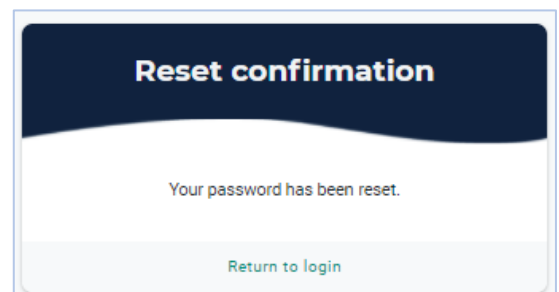 Reset confirmation
Your password has been reset.
Return to login